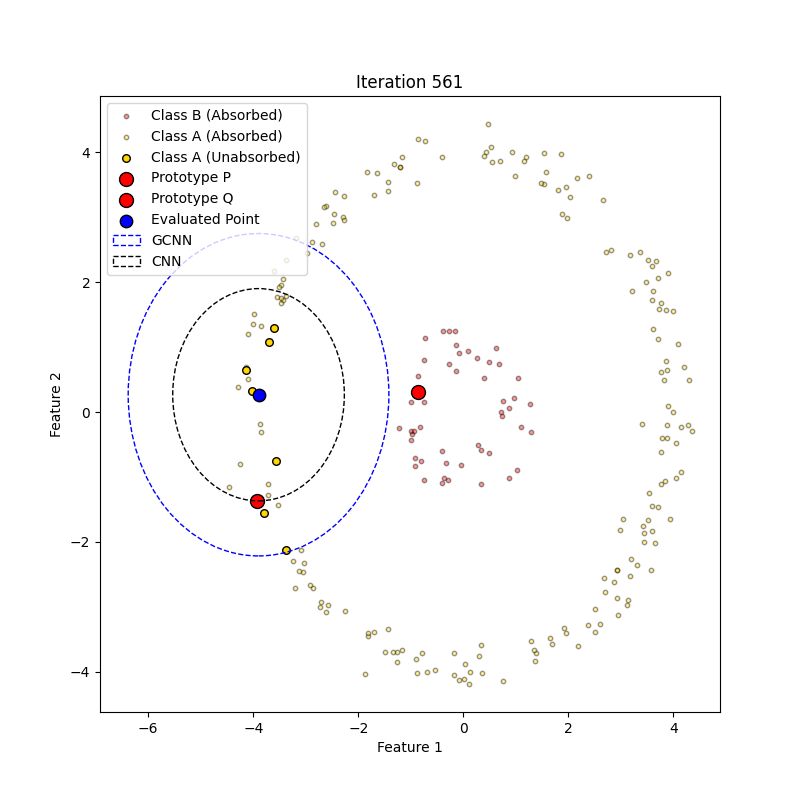 Iteration 561
Class B (Absorbed)
Class A (Absorbed)
Class A (Unabsorbed)
Prototype P
Prototype Q
Evaluated Point
GCNN
CNN
Feature 2
4
2
0
−2
−4
−6
−4
−2
0
2
4
Feature 1